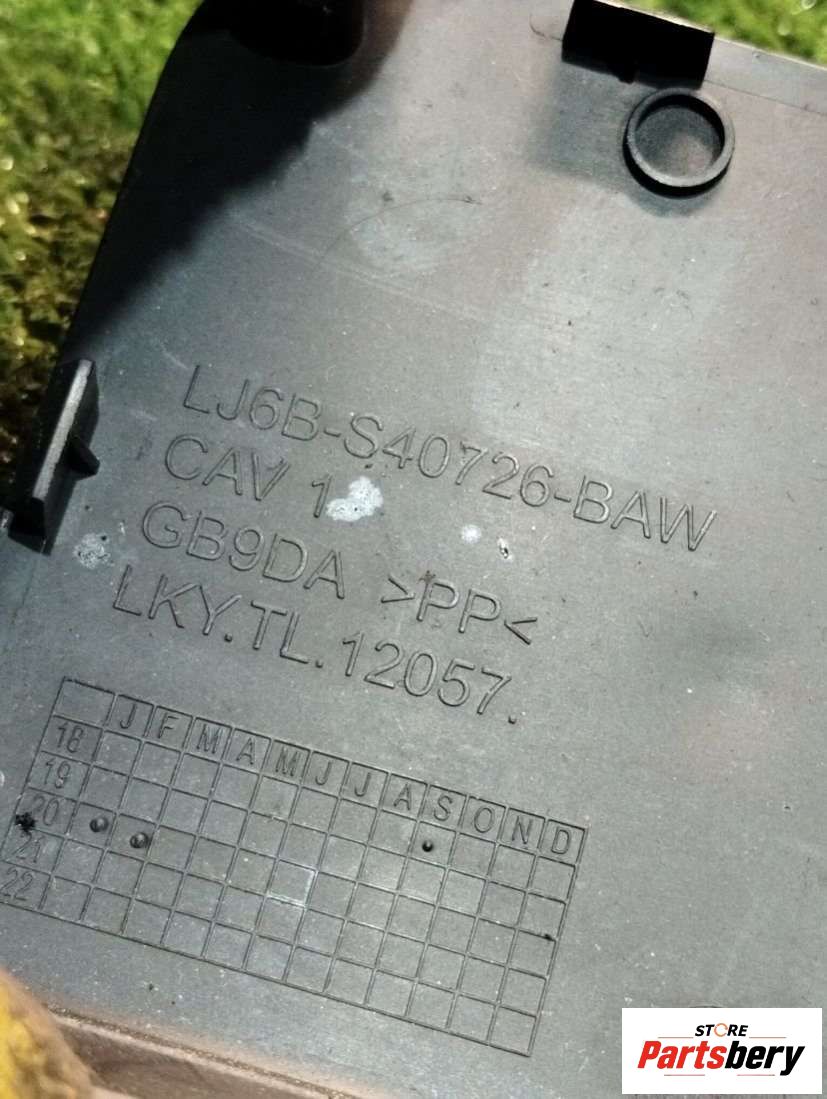 LJ6B-S40726-BAW
CAV 1
GB9DA >PP<
LKY.TL.12057.
J F M A M J J A S O N D
18
19
20
21
22
STORE
Partsbery